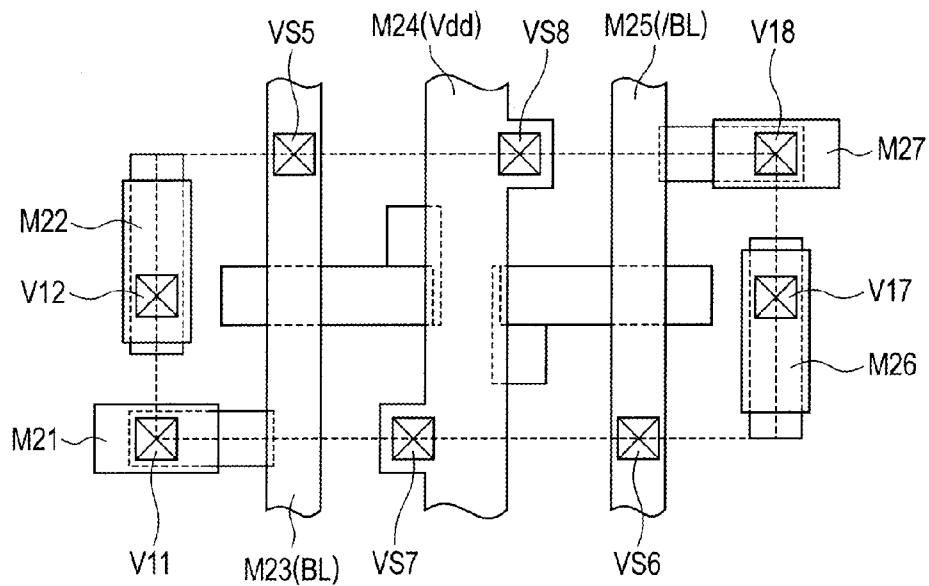 VS5
M24(Vdd)
VS8
M25(/BL)
V18
M27
M22
V12
V17
M26
M21
V11
M23(BL)
VS7
VS6